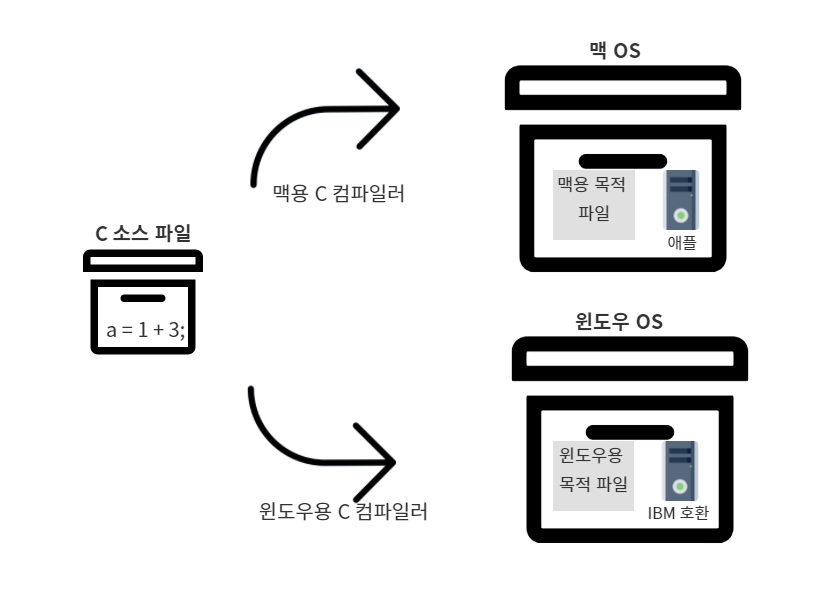 맥 OS
맥용 목적
파일
애플
맥용 C 컴파일러
C 소스 파일
a = 1 + 3;
윈도우 OS
윈도우용
목적 파일
IBM 호환
윈도우용 C 컴파일러